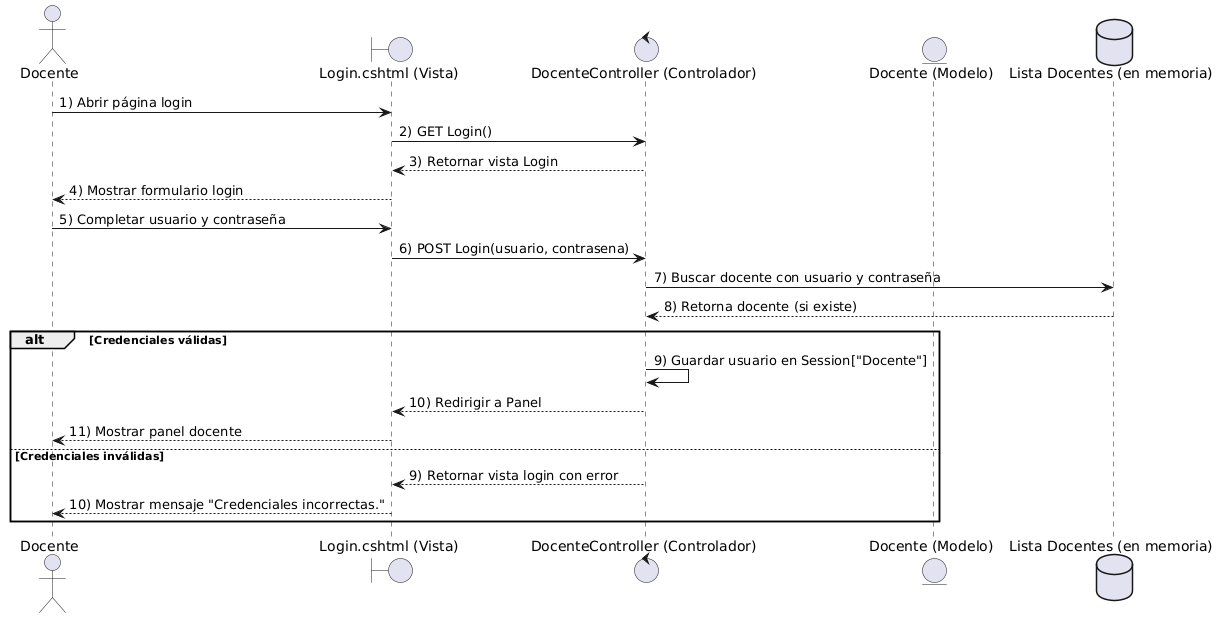 Docente
Login.cshtml (Vista)
DocenteController (Controlador)
Docente (Modelo)
Lista Docentes (en memoria)
1) Abrir página login
2) GET Login()
3) Retornar vista Login
4) Mostrar formulario login
5) Completar usuario y contraseña
6) POST Login(usuario, contrasena)
7) Buscar docente con usuario y contraseña
8) Retorna docente (si existe)
alt
[Credenciales válidas]
9) Guardar usuario en Session["Docente"]
10) Redirigir a Panel
11) Mostrar panel docente
[Credenciales inválidas]
9) Retornar vista login con error
10) Mostrar mensaje "Credenciales incorrectas."
Docente
Login.cshtml (Vista)
DocenteController (Controlador)
Docente (Modelo)
Lista Docentes (en memoria)